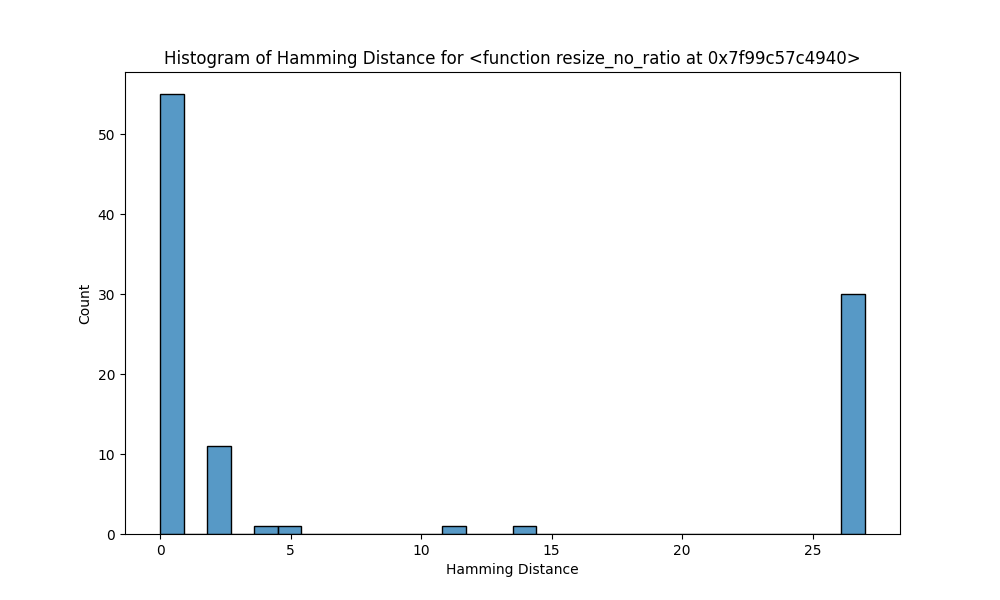 Histogram of Hamming Distance for <function resize_no_ratio at 0x7f99c57c4940>
50
40
30
20
10
0
Count
0 5 10 15 20 25
Hamming Distance